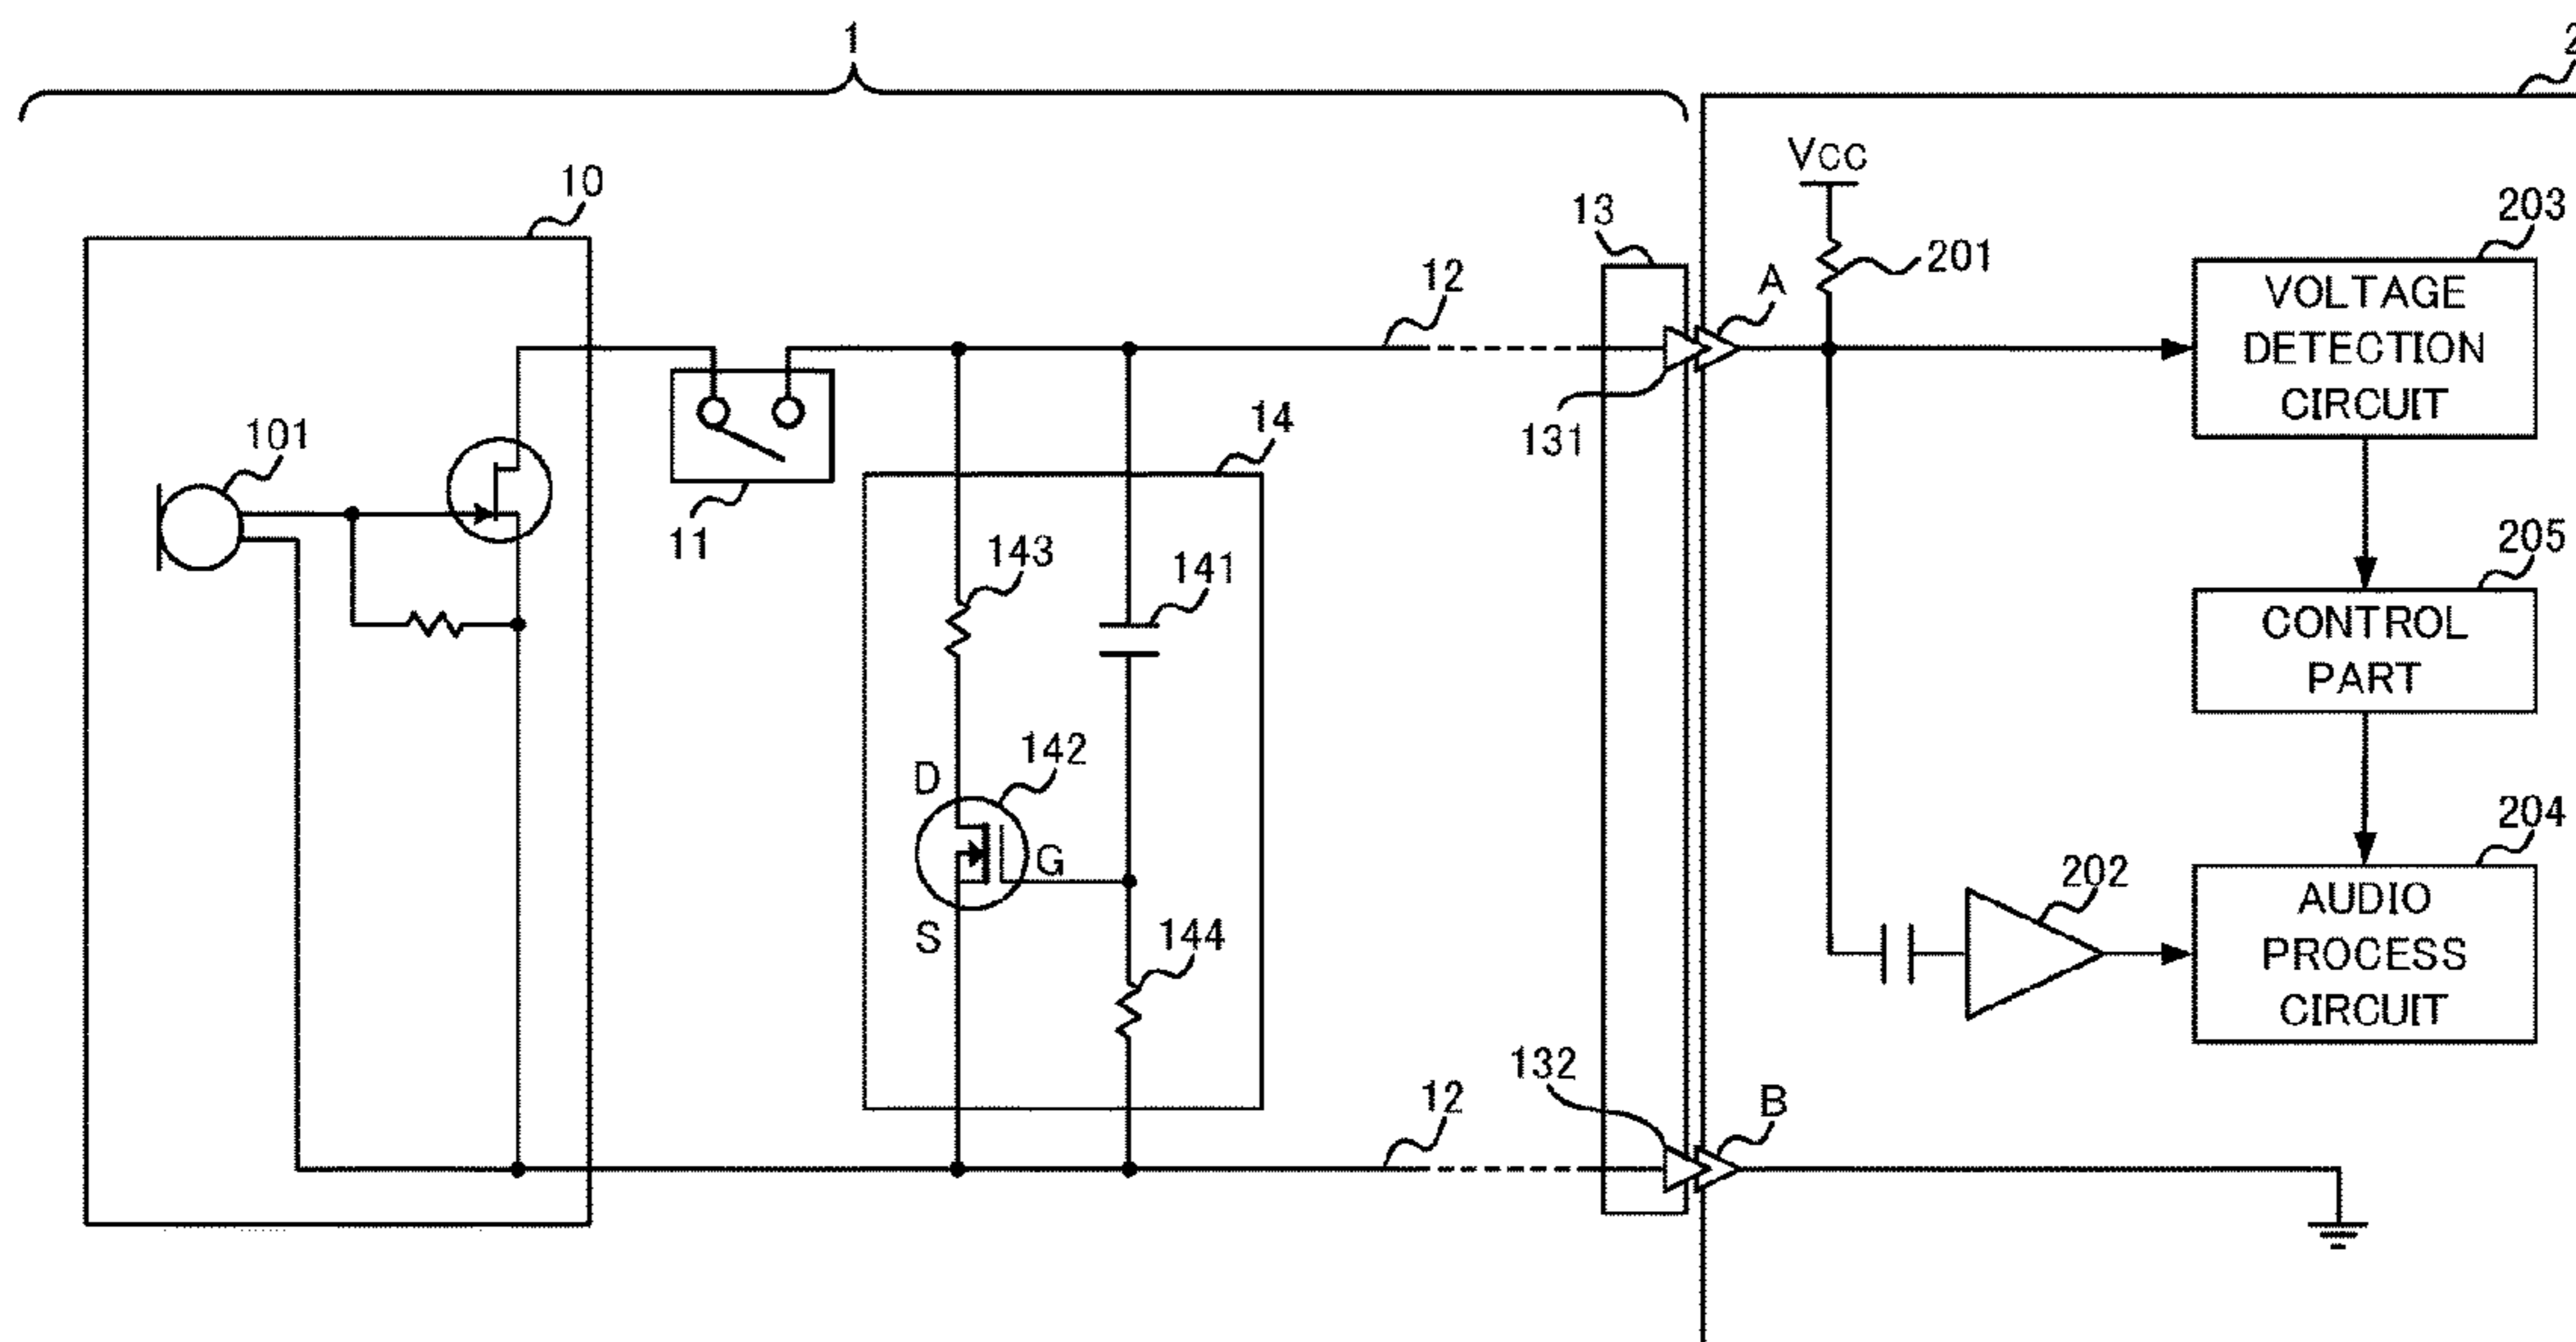 1
2
10
Vcc
13
203
12
A
201
VOLTAGE
DETECTION
CIRCUIT
101
11
14
131
143
141
205
CONTROL
PART
142
D
G
S
144
202
204
AUDIO
PROCESS
CIRCUIT
12
132
B